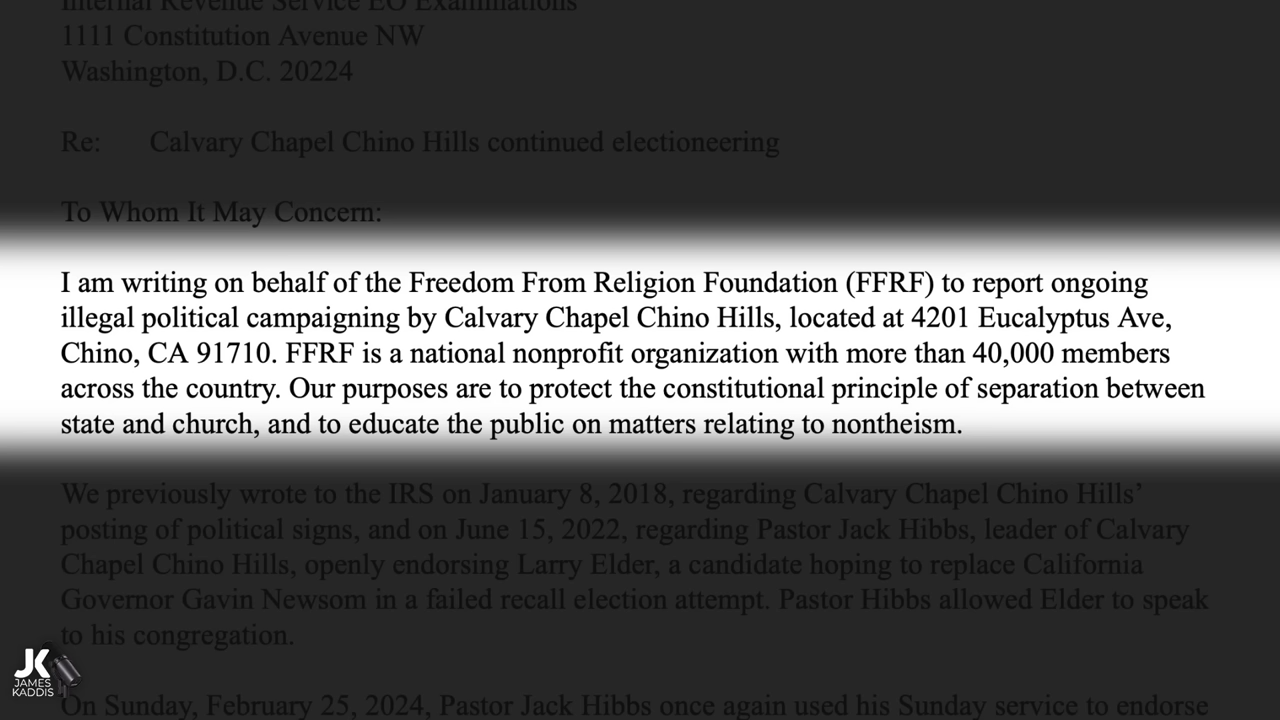 Internal Revenue Service EO Examinations
1111 Constitution Avenue NW
Washington, D.C. 20224
Re: Calvary Chapel Chino Hills continued electioneering
To Whom It May Concern:
I am writing on behalf of the Freedom From Religion Foundation (FFRF) to report ongoing
illegal political campaigning by Calvary Chapel Chino Hills, located at 4201 Eucalyptus Ave,
Chino, CA 91710. FFRF is a national nonprofit organization with more than 40,000 members
across the country. Our purposes are to protect the constitutional principle of separation between
state and church, and to educate the public on matters relating to nontheism.
We previously wrote to the IRS on January 8, 2018, regarding Calvary Chapel Chino Hills’
posting of political signs, and on June 15, 2022, regarding Pastor Jack Hibbs, leader of Calvary
Chapel Chino Hills, openly endorsing Larry Elder, a candidate hoping to replace California
Governor Gavin Newsom in a failed recall election attempt. Pastor Hibbs allowed Elder to speak
to his congregation.
On Sunday, February 25, 2024, Pastor Jack Hibbs once again used his Sunday service to endorse
JK
JAMES
KADDIS